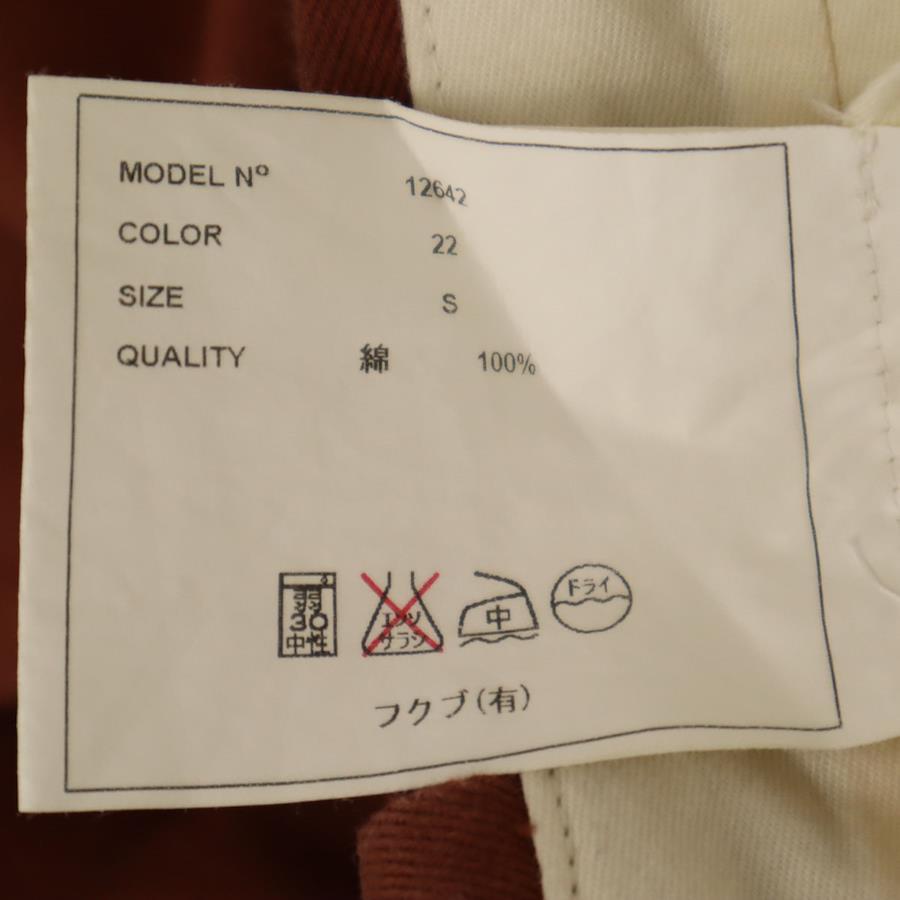 MODEL Nº 12642
COLOR 22
SIZE S
QUALITY 綿 100%
弱
30
中性
エンソ
サラシ
中
ドライ
フクブ(有)